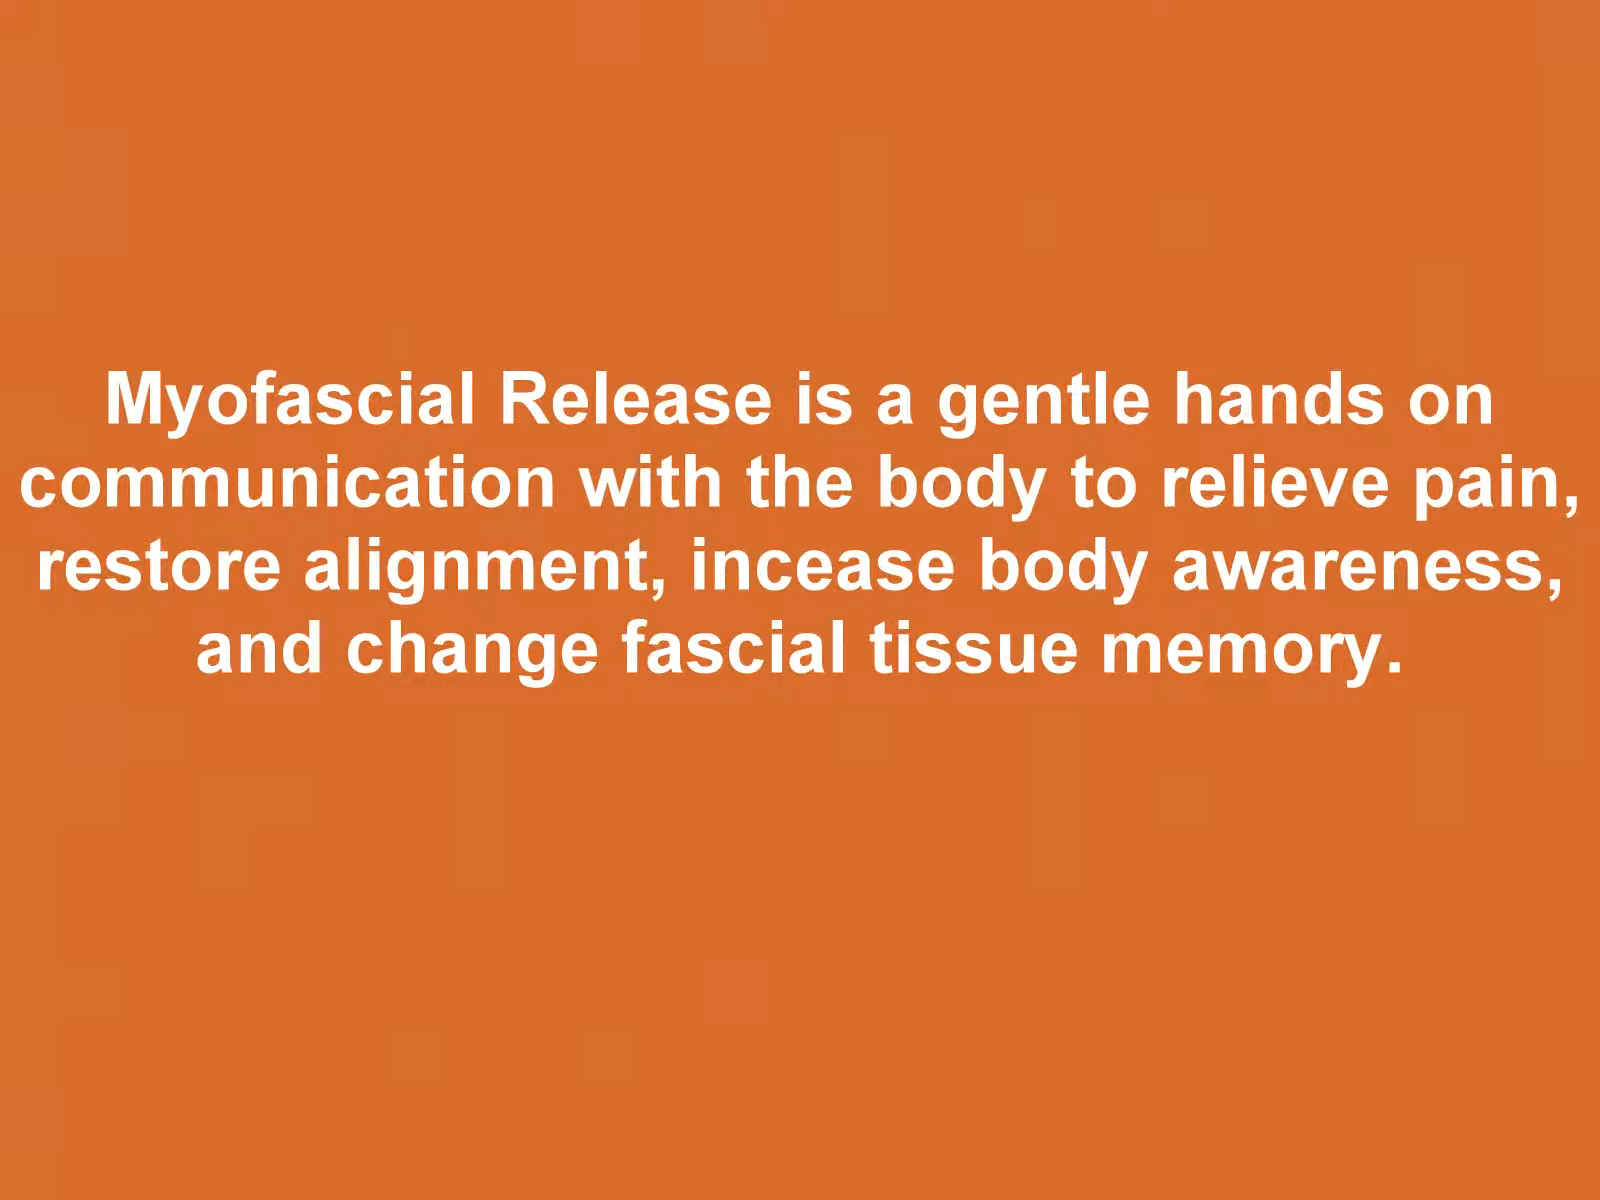 Myofascial Release is a gentle hands on
communication with the body to relieve pain,
restore alignment, incease body awareness,
and change fascial tissue memory.